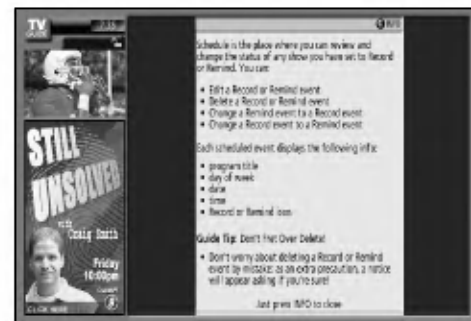 TV
GUIDE
INFO
Schedule is the place where you can review and
change the status of any show you have set to Record
or Remind. You can:
• Edit a Record or Remind event
• Delete a Record or Remind event
• Change a Remind event to a Record event
• Change a Record event to a Remind event
Each scheduled event displays the following info:
• program title
• day of week
• date
• time
• Record or Remind icon
Guide Tip: Don't Fret Over Delete!
• Don't worry about deleting a Record or Remind
event by mistake; as an extra precaution, a notice
will appear asking if you're sure!
Just press INFO to close
STILL
UNSOLVED
with
Craig Smith
Friday
10:00pm
CLICK HERE